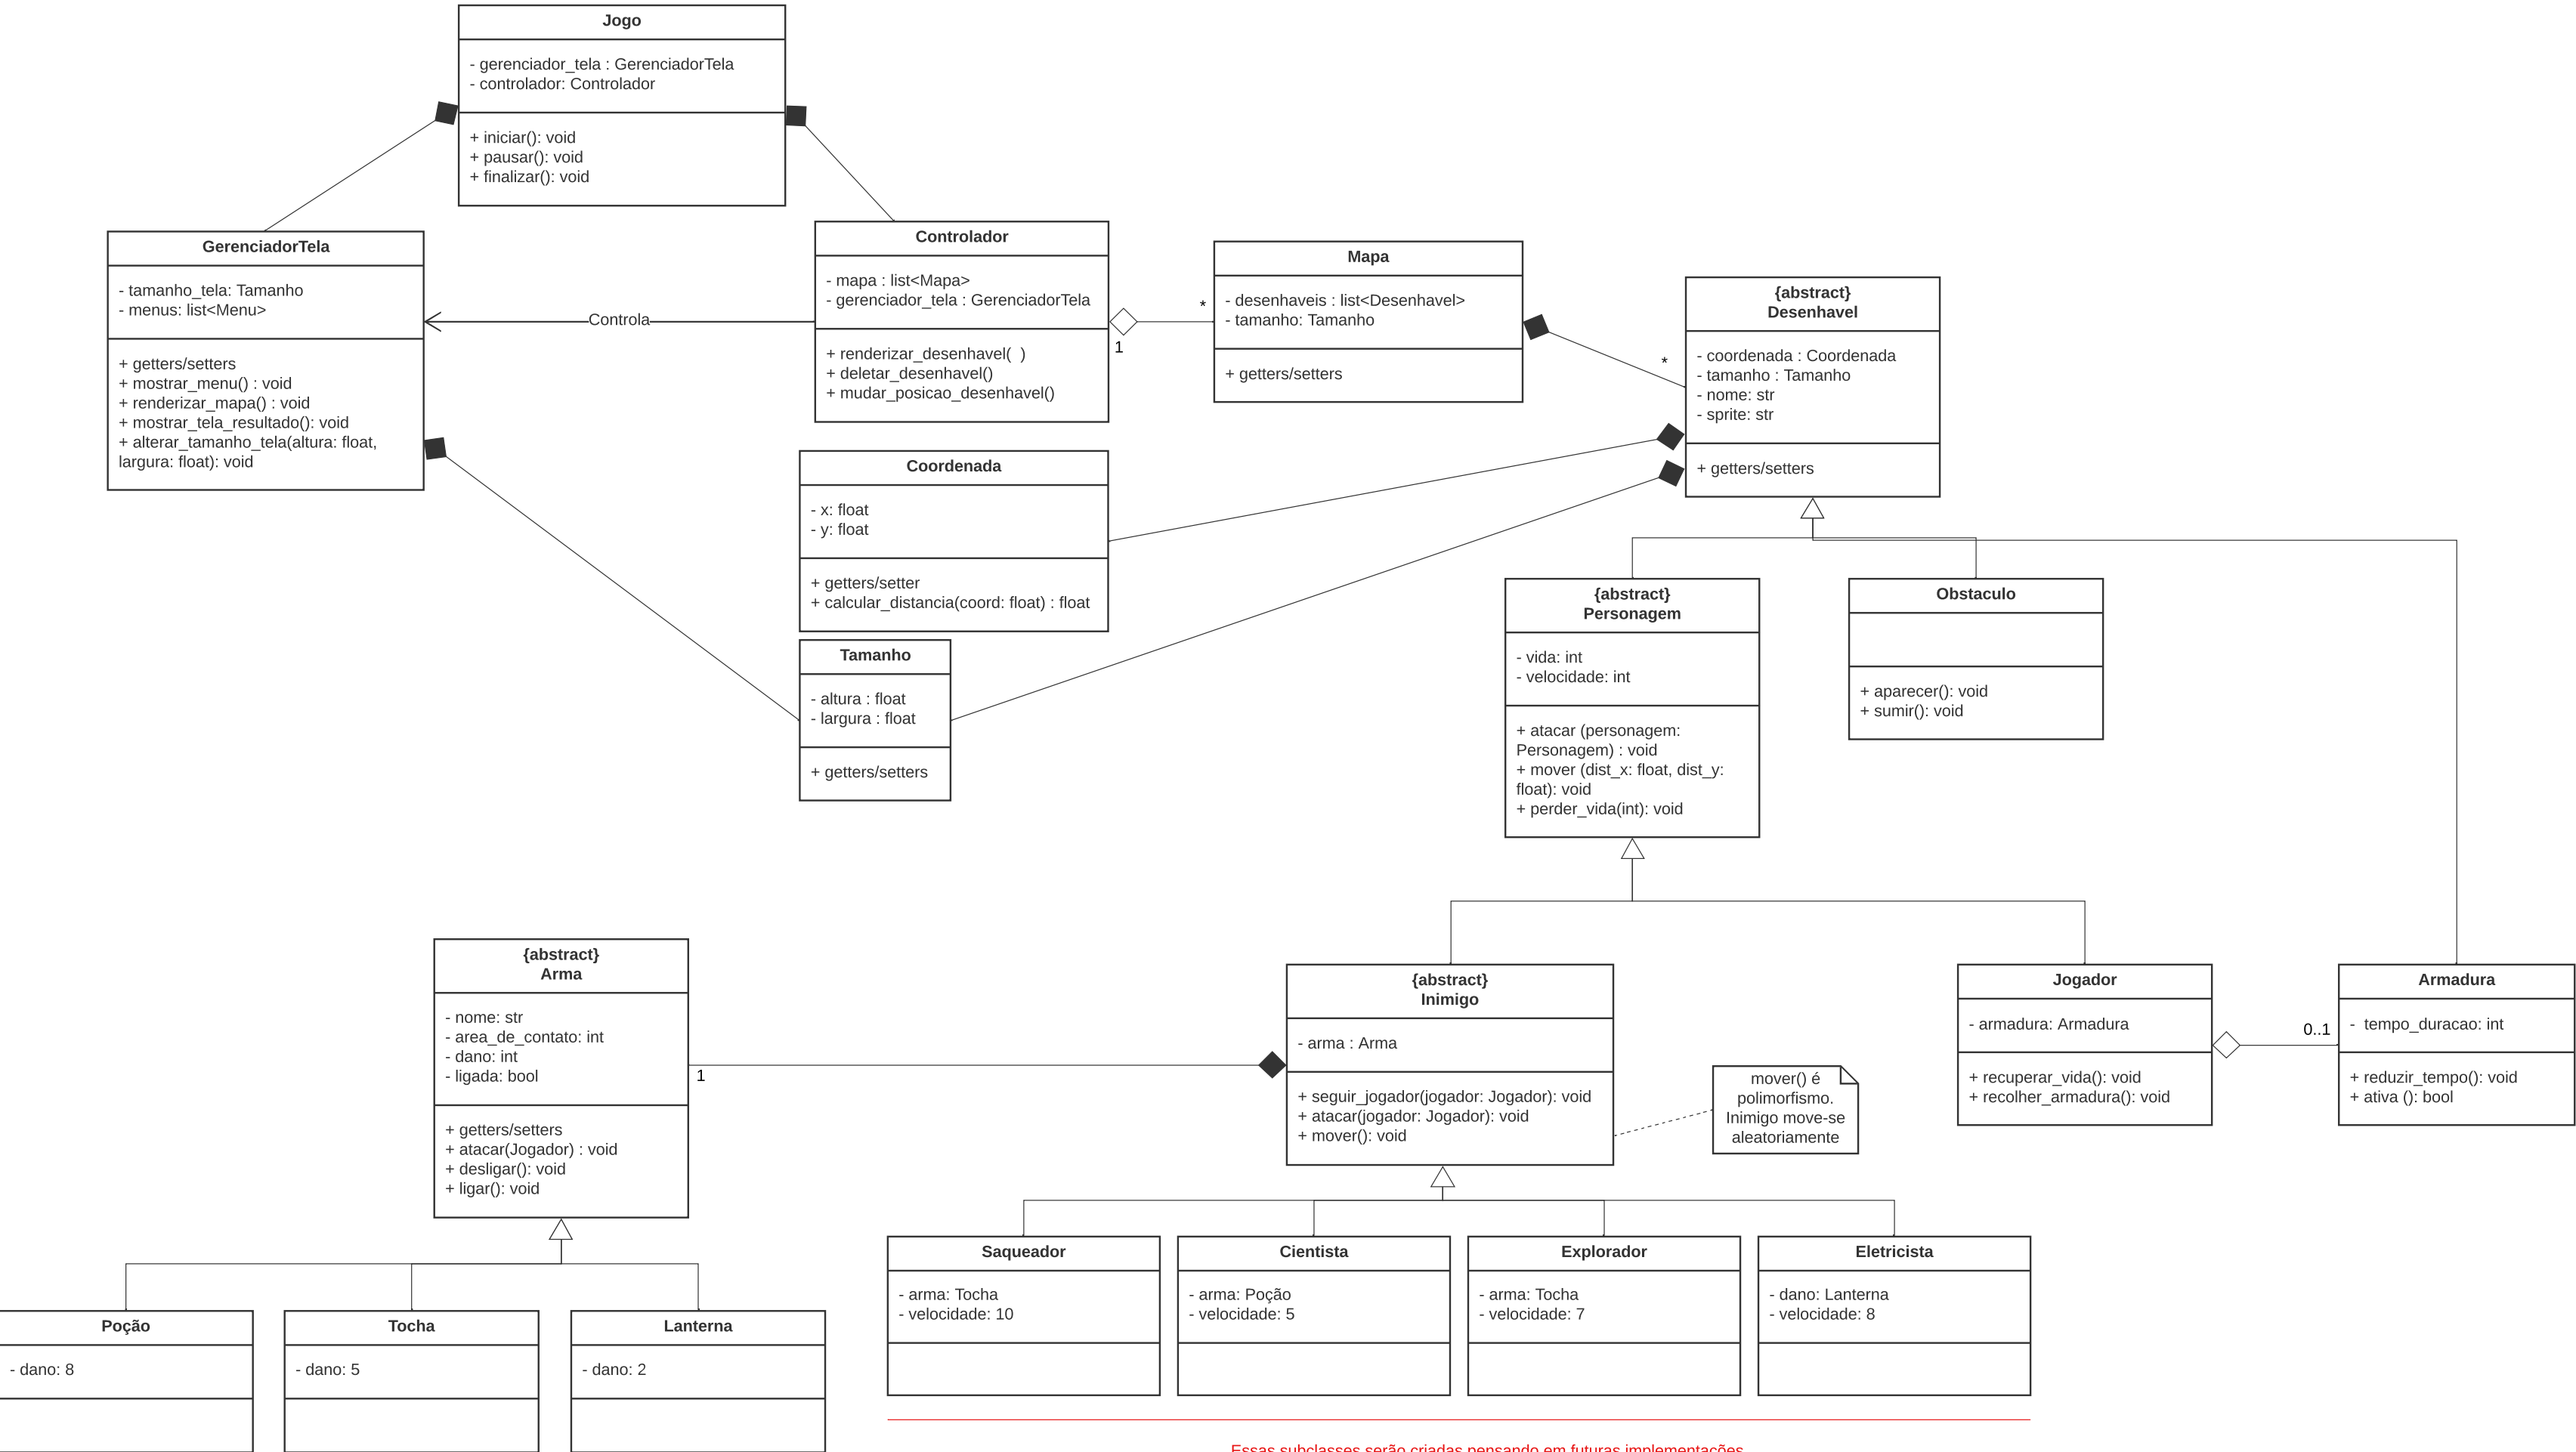 Jogo
- gerenciador_tela : GerenciadorTela
- controlador: Controlador
+ iniciar(): void
+ pausar(): void
+ finalizar(): void
GerenciadorTela
- tamanho_tela: Tamanho
- menus: list<Menu>
+ getters/setters
+ mostrar_menu() : void
+ renderizar_mapa() : void
+ mostrar_tela_resultado(): void
+ alterar_tamanho_tela(altura: float,
largura: float): void
Controla
Controlador
- mapa : list<Mapa>
- gerenciador_tela : GerenciadorTela
+ renderizar_desenhavel(  )
+ deletar_desenhavel()
+ mudar_posicao_desenhavel()
1
*
Mapa
- desenhaveis : list<Desenhavel>
- tamanho: Tamanho
+ getters/setters
*
{abstract}
Desenhavel
- coordenada : Coordenada
- tamanho : Tamanho
- nome: str
- sprite: str
+ getters/setters
Coordenada
- x: float
- y: float
+ getters/setter
+ calcular_distancia(coord: float) : float
Tamanho
- altura : float
- largura : float
+ getters/setters
{abstract}
Personagem
- vida: int
- velocidade: int
+ atacar (personagem:
Personagem) : void
+ mover (dist_x: float, dist_y:
float): void
+ perder_vida(int): void
Obstaculo
+ aparecer(): void
+ sumir(): void
{abstract}
Arma
- nome: str
- area_de_contato: int
- dano: int
- ligada: bool
+ getters/setters
+ atacar(Jogador) : void
+ desligar(): void
+ ligar(): void
1
{abstract}
Inimigo
- arma : Arma
+ seguir_jogador(jogador: Jogador): void
+ atacar(jogador: Jogador): void
+ mover(): void
mover() é
polimorfismo.
Inimigo move-se
aleatoriamente
Jogador
- armadura: Armadura
+ recuperar_vida(): void
+ recolher_armadura(): void
0..1
Armadura
-  tempo_duracao: int
+ reduzir_tempo(): void
+ ativa (): bool
Poção
- dano: 8
Tocha
- dano: 5
Lanterna
- dano: 2
Saqueador
- arma: Tocha
- velocidade: 10
Cientista
- arma: Poção
- velocidade: 5
Explorador
- arma: Tocha
- velocidade: 7
Eletricista
- dano: Lanterna
- velocidade: 8
Essas subclasses serão criadas pensando em futuras implementações